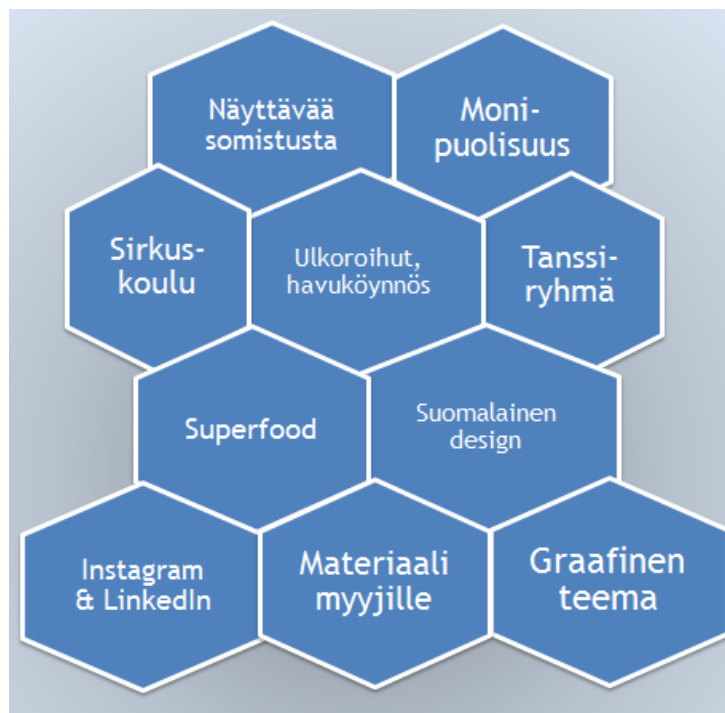 Näyttävää
somistusta
Moni-
puolisuus
Sirkus-
koulu
Ulkoroihut,
havuköynnös
Tanssi-
ryhmä
Superfood
Suomalainen
design
Instagram
& LinkedIn
Materiaali
myyjille
Graafinen
teema